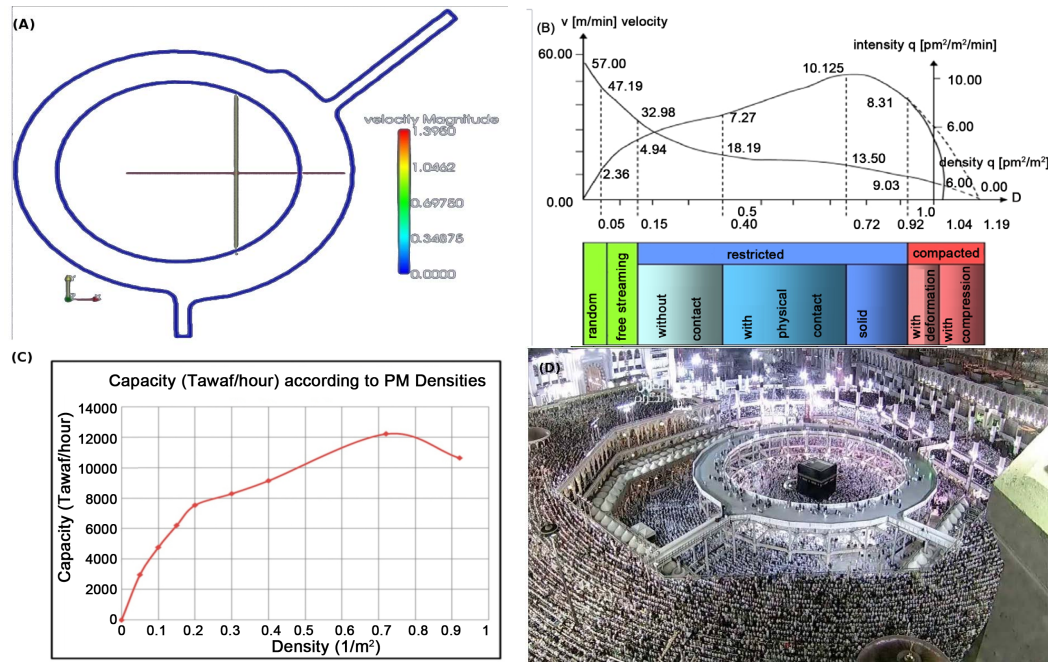 (A)
velocity Magnitude
1.3950
1.0462
0.69750
0.34875
0.0000
(B)
v [m/min] velocity
60.00
57.00
47.19
32.98
10.125
intensity q [pm²/m²/min]
10.00
8.31
7.27
6.00
4.94
18.19
13.50
density q [pm²/m²]
2.36
9.03
6.00
0.00
0.00
D
0.5
1.0
0.05
0.15
0.40
0.72
0.92
1.04
1.19
restricted
compacted
random
free streaming
without contact
with physical contact
solid
with deformation
with compression
(C)
Capacity (Tawaf/hour) according to PM Densities
Capacity (Tawaf/hour)
14000
12000
10000
8000
6000
4000
2000
0
0
0.1
0.2
0.3
0.4
0.5
0.6
0.7
0.8
0.9
1
Density (1/m²)
(D)